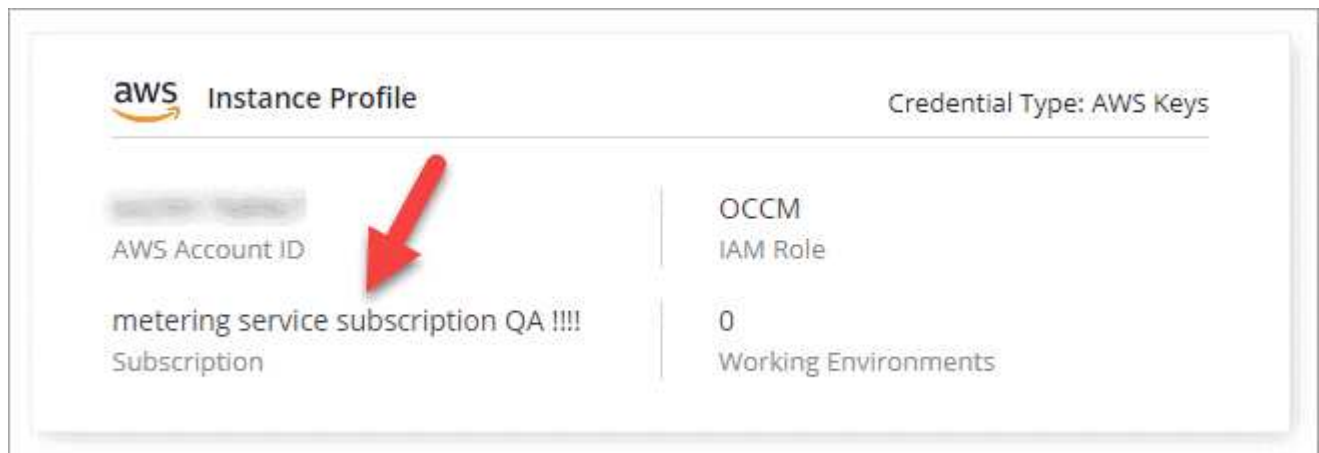 aws Instance Profile
Credential Type: AWS Keys
AWS Account ID
OCCM
IAM Role
metering service subscription QA !!!!
Subscription
0
Working Environments